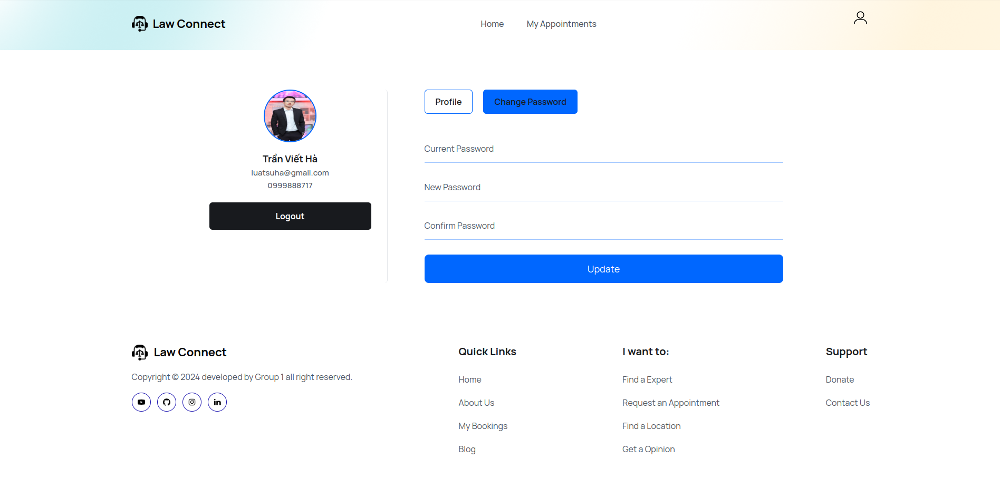 Law Connect
Home
My Appointments
Trần Viết Hà
luatsuha@gmail.com
0999888717
Logout
Profile
Change Password
Current Password
New Password
Confirm Password
Update
Law Connect
Copyright © 2024 developed by Group 1 all right reserved.
Quick Links
Home
About Us
My Bookings
Blog
I want to:
Find a Expert
Request an Appointment
Find a Location
Get a Opinion
Support
Donate
Contact Us